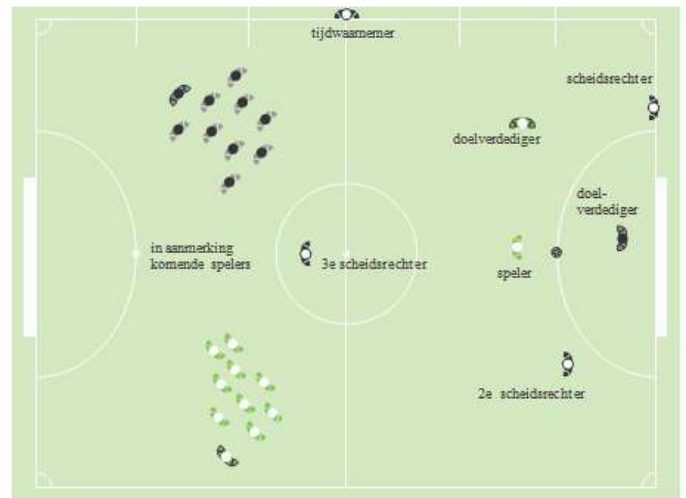 tijdwaarnemer
scheidsrechter
doelverdediger
doel-
verdediger
in aanmerking
komende spelers
3e scheidsrechter
speler
2e scheidsrechter